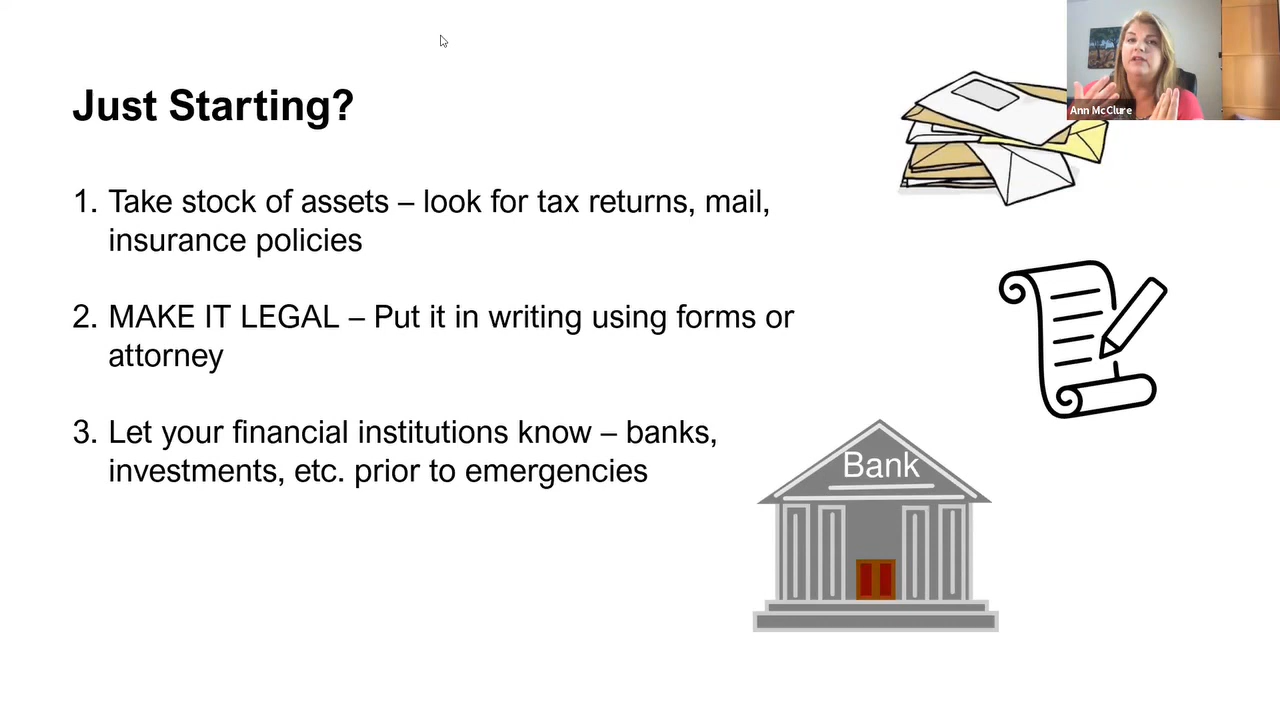 Just Starting?
1. Take stock of assets – look for tax returns, mail,
insurance policies
2. MAKE IT LEGAL – Put it in writing using forms or
attorney
3. Let your financial institutions know – banks,
investments, etc. prior to emergencies
Ann McClure
Bank